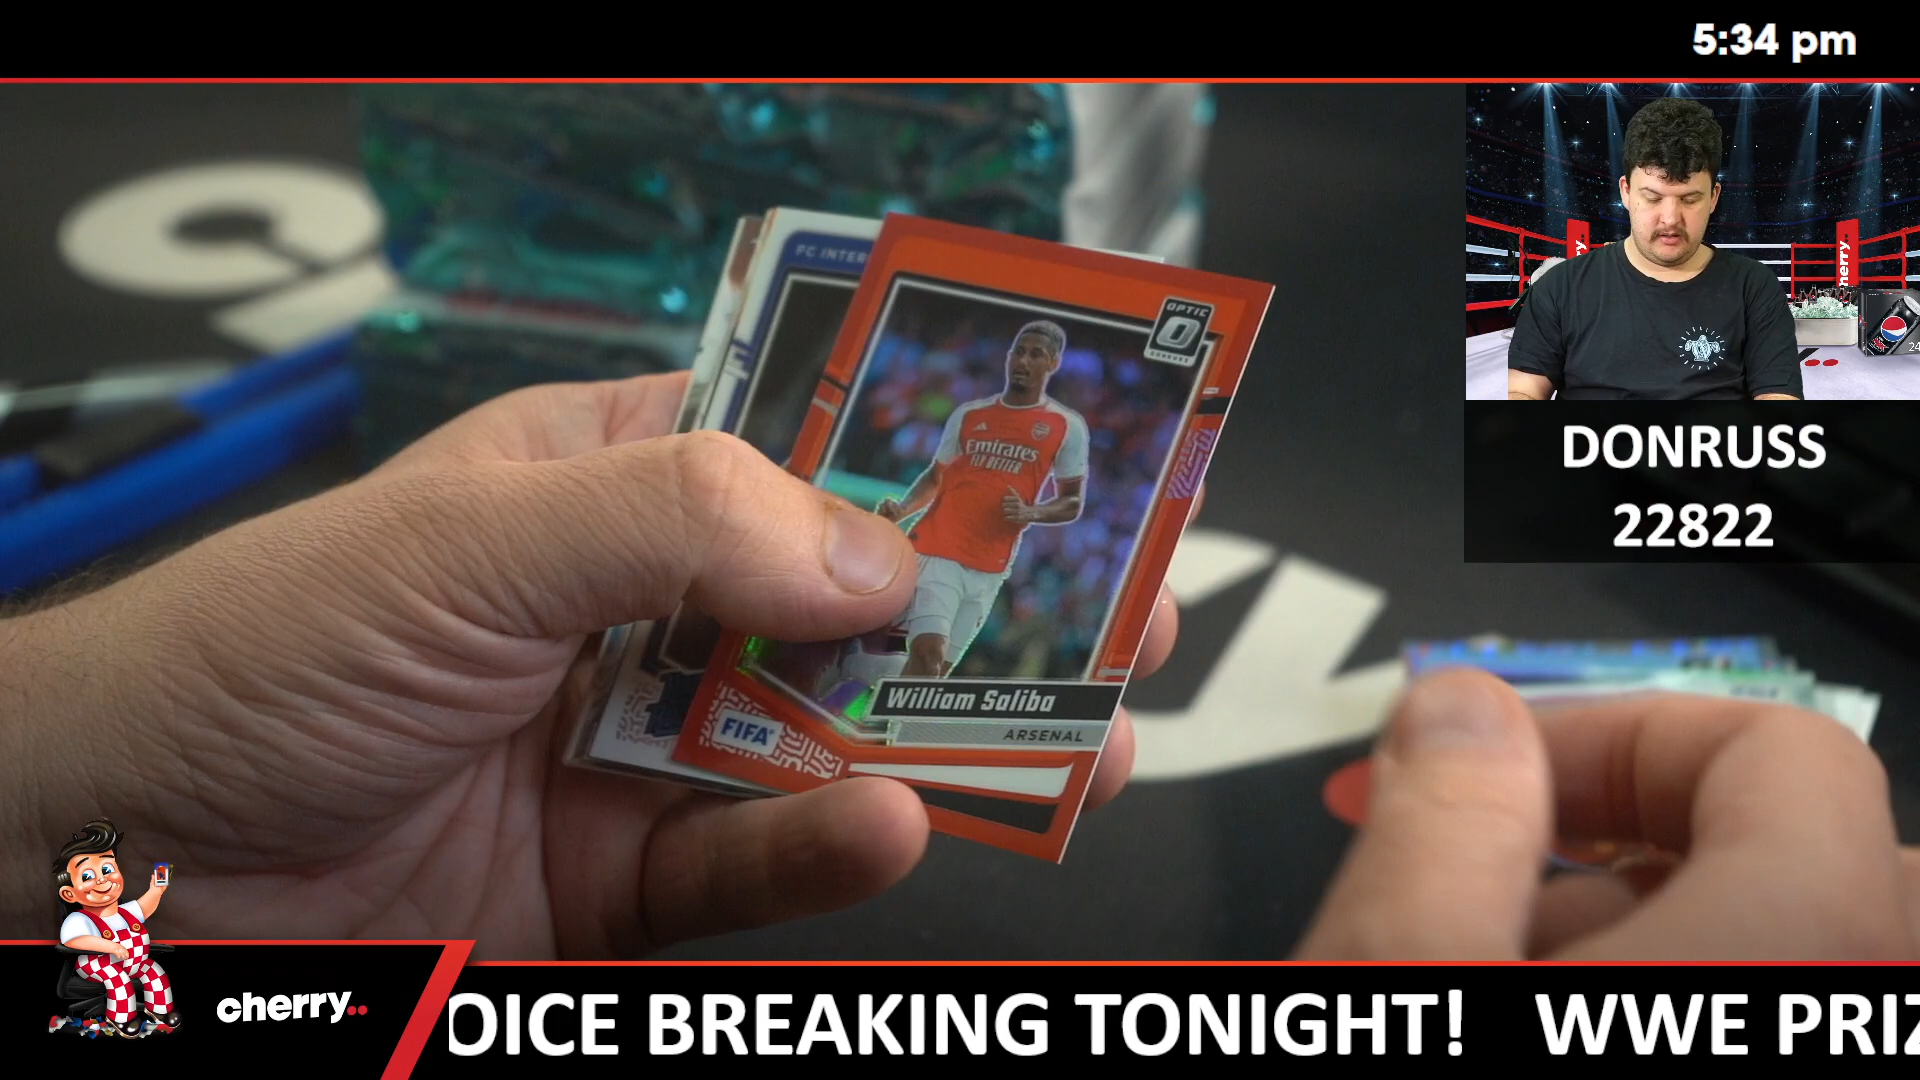 5:34 pm
FC INTER
OPTIC
DONRUSS
Emirates
FLY BETTER
William Saliba
ARSENAL
FIFA
DONRUSS
22822
cherry..
OICE BREAKING TONIGHT! WWE PRIZ